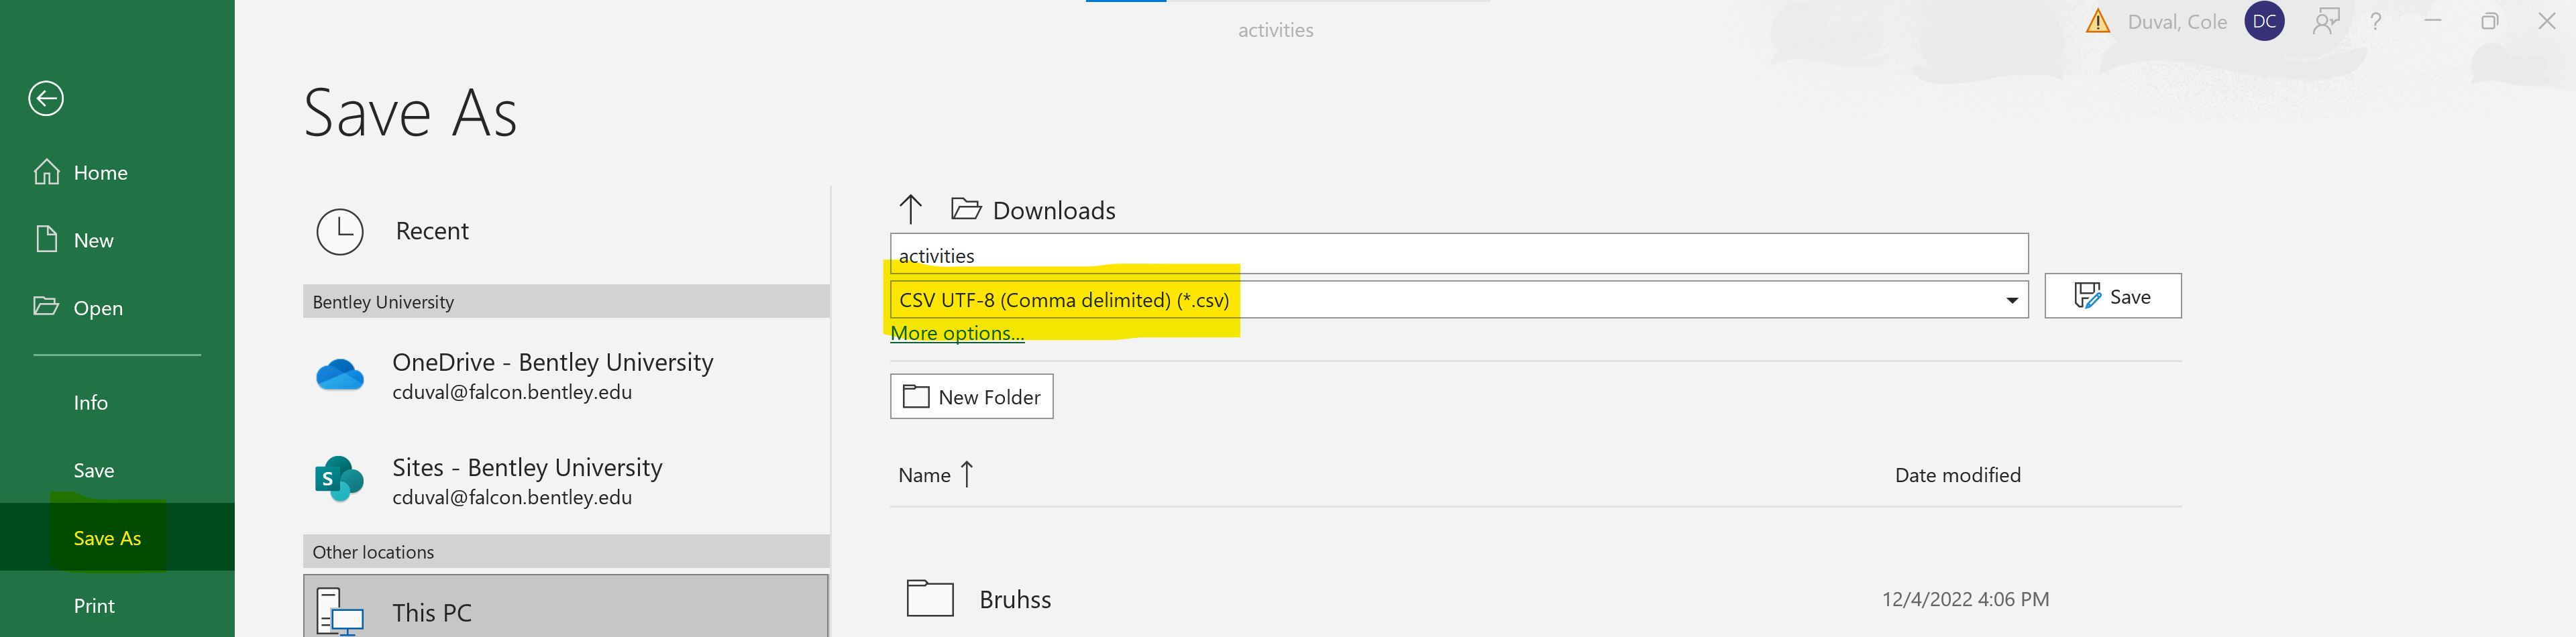 activities
Duval, Cole
DC
?
Save As
Home
New
Open
Info
Save
Save As
Print
Recent
Bentley University
OneDrive - Bentley University
cduval@falcon.bentley.edu
S
Sites - Bentley University
cduval@falcon.bentley.edu
Other locations
This PC
Downloads
activities
CSV UTF-8 (Comma delimited) (*.csv)
Save
More options...
New Folder
Name
Date modified
Bruhss
12/4/2022 4:06 PM